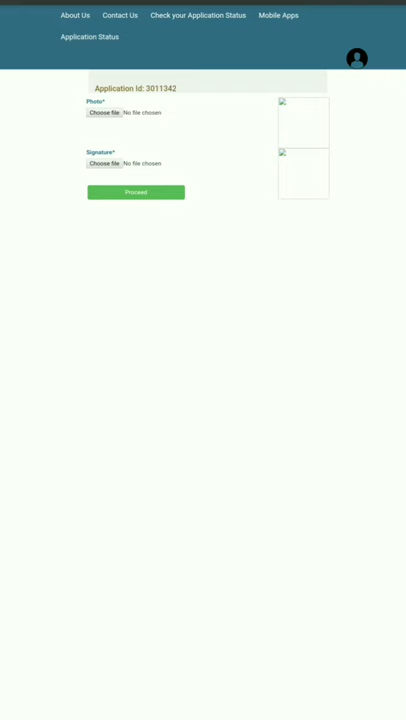 About Us Contact Us Check your Application Status Mobile Apps
Application Status
Application Id: 3011342
Photo*
Choose file No file chosen
Signature*
Choose file No file chosen
Proceed